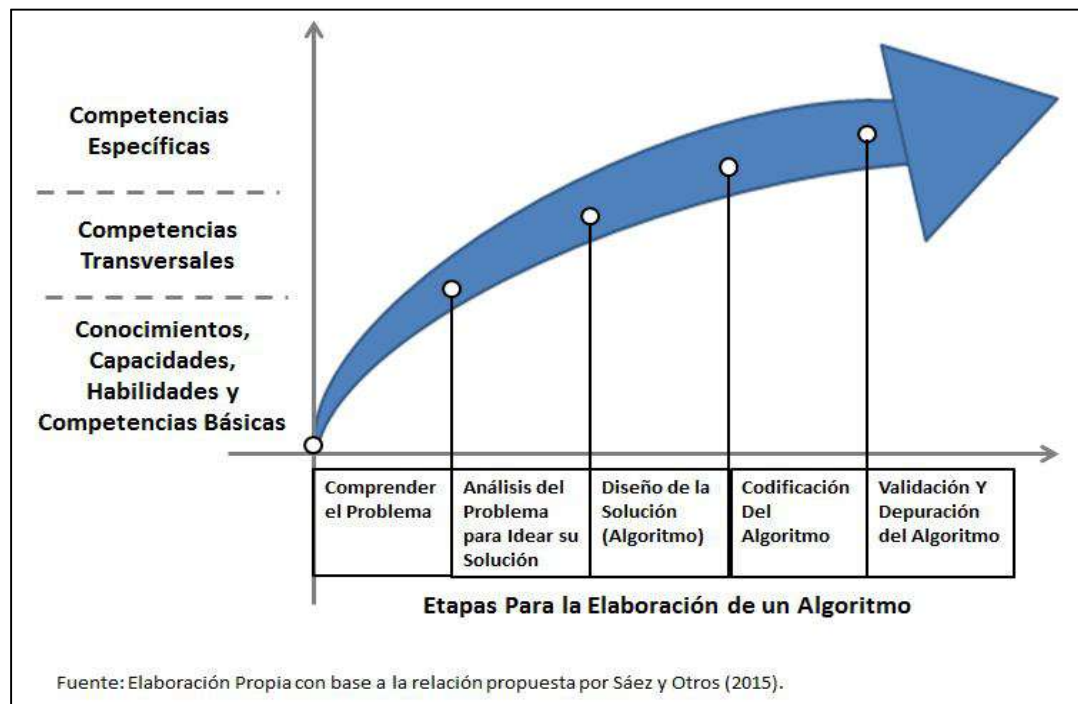 Competencias
Específicas
Competencias
Transversales
Conocimientos,
Capacidades,
Habilidades y
Competencias Básicas
Comprender
el Problema
Análisis del
Problema
para Idear su
Solución
Diseño de la
Solución
(Algoritmo)
Codificación
Del
Algoritmo
Validación Y
Depuración
del Algoritmo
Etapas Para la Elaboración de un Algoritmo
Fuente: Elaboración Propia con base a la relación propuesta por Sáez y Otros (2015).